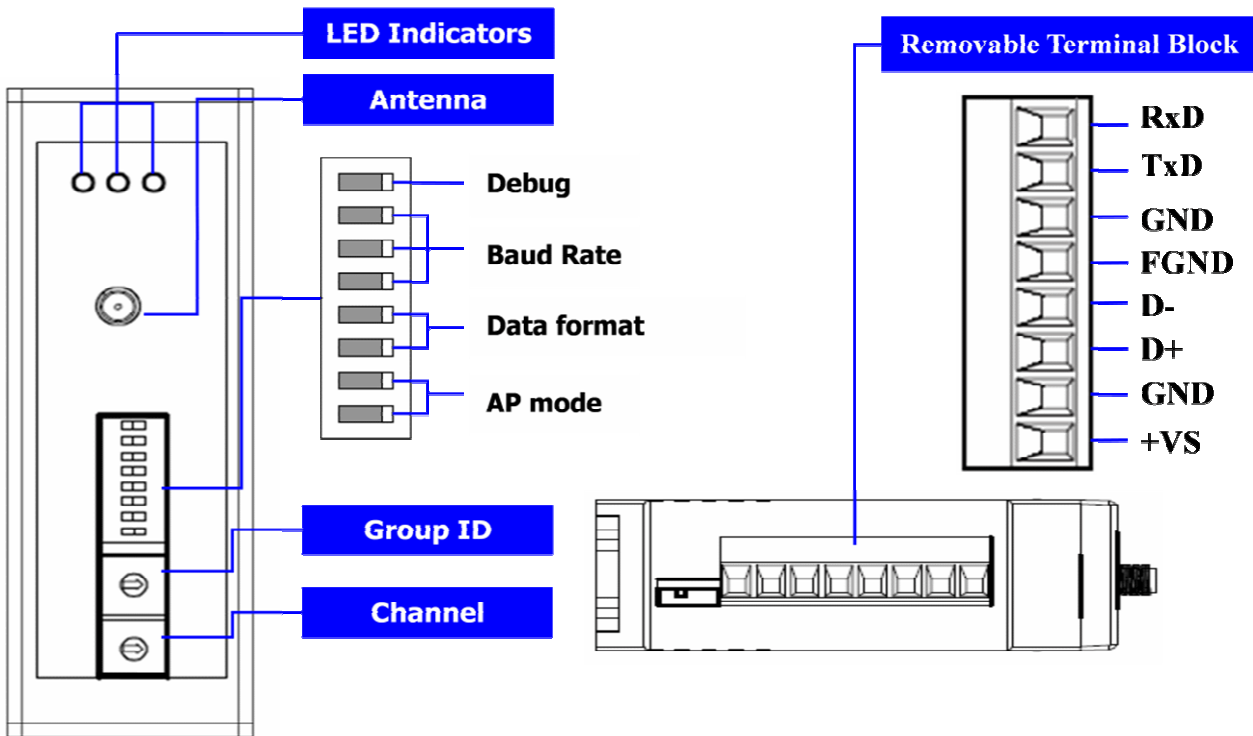 LED Indicators
Antenna
Debug
Baud Rate
Data format
AP mode
Group ID
Channel
Removable Terminal Block
RxD
TxD
GND
FGND
D-
D+
GND
+VS